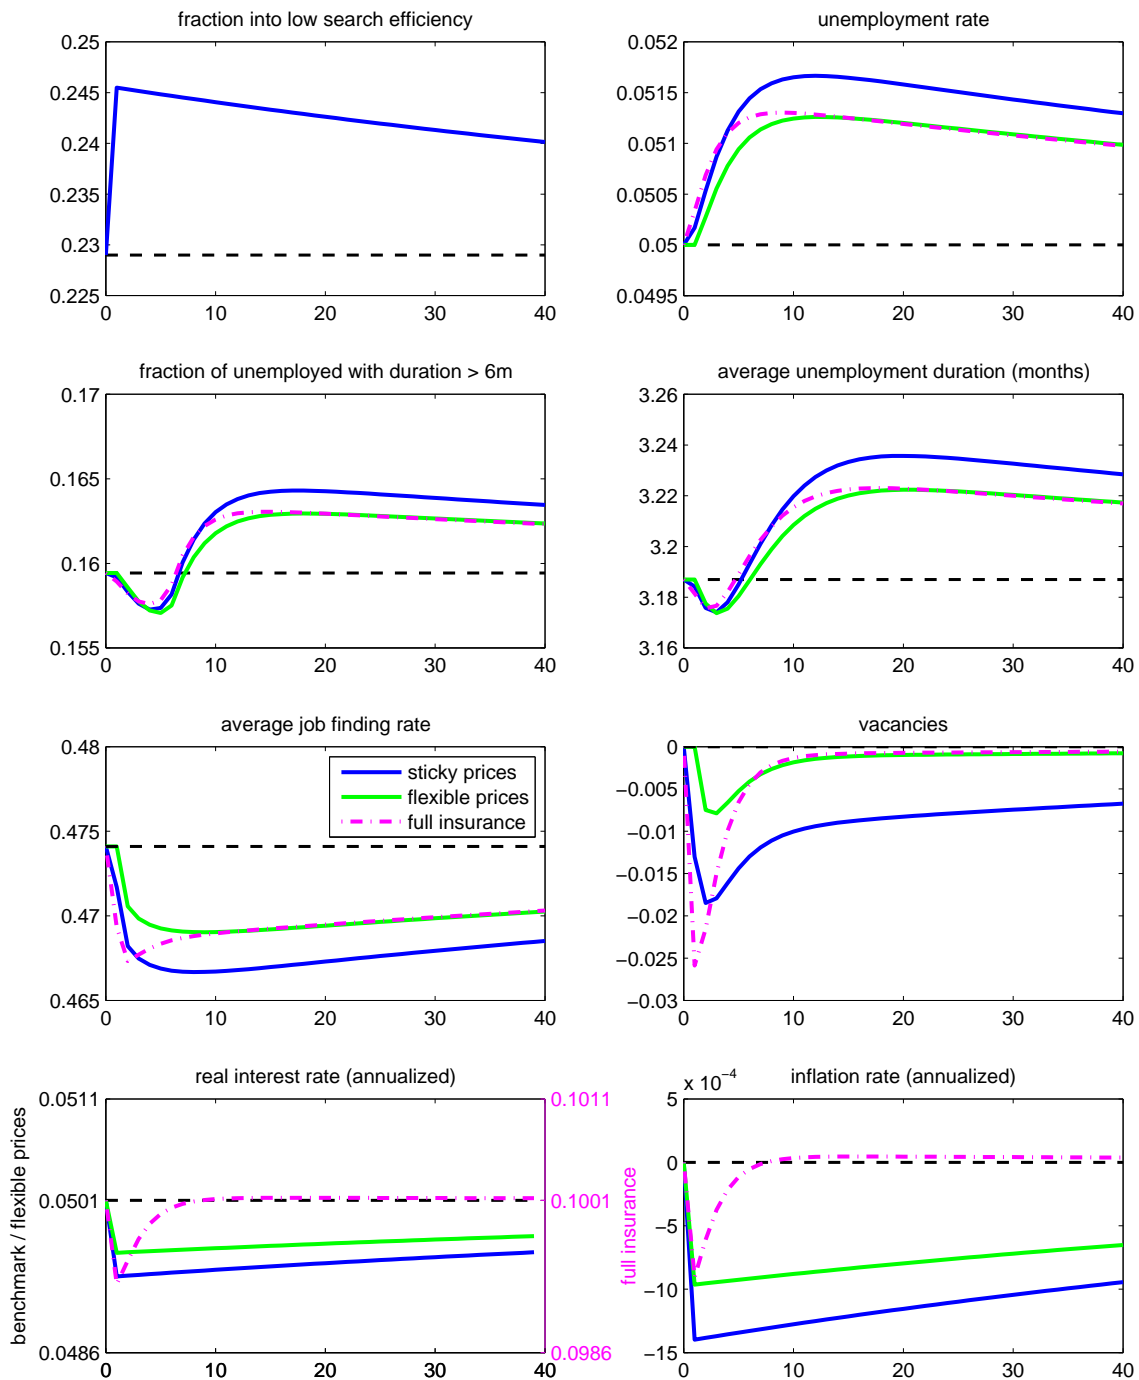 fraction into low search efficiency
0.25
0.245
0.24
0.235
0.23
0.225
0 10 20 30 40
unemployment rate
0.052
0.0515
0.051
0.0505
0.05
0.0495
0 10 20 30 40
fraction of unemployed with duration > 6m
0.17
0.165
0.16
0.155
0 10 20 30 40
average unemployment duration (months)
3.26
3.24
3.22
3.2
3.18
3.16
0 10 20 30 40
average job finding rate
0.48
0.475
0.47
0.465
sticky prices
flexible prices
full insurance
0 10 20 30 40
vacancies
0
−0.005
−0.01
−0.015
−0.02
−0.025
−0.03
0 10 20 30 40
real interest rate (annualized)
benchmark / flexible prices
0.0511
0.0501
0.0486
0.1011
0.1001
0.0986
full insurance
0 10 20 30 40
inflation rate (annualized)
x 10⁻⁴
5
0
−5
−10
−15
0 10 20 30 40